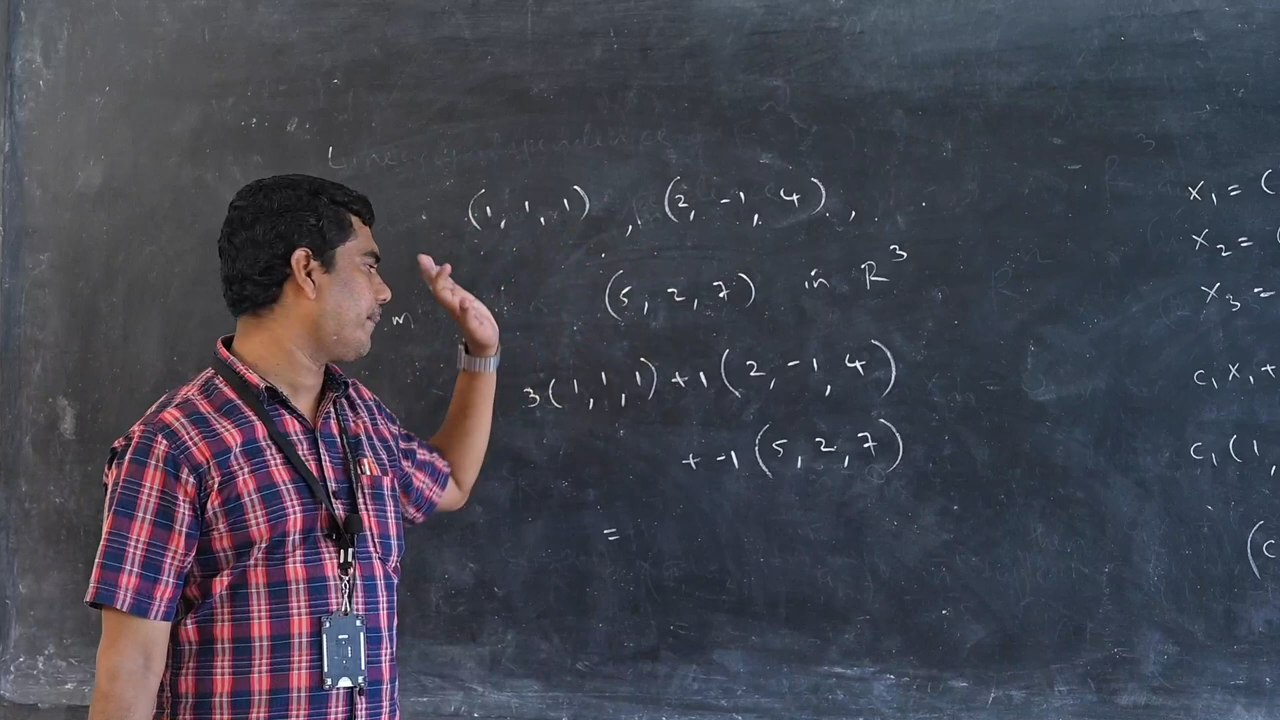 Linear
(1, 1, 1) , (2, -1, 4) ,
(5, 2, 7) in R³
3(1, 1, 1) + 1(2, -1, 4)
+ -1(5, 2, 7)
=
m
x₁ = (
x₂ = (
x₃ =
c₁x₁ +
c₁(1,
(c